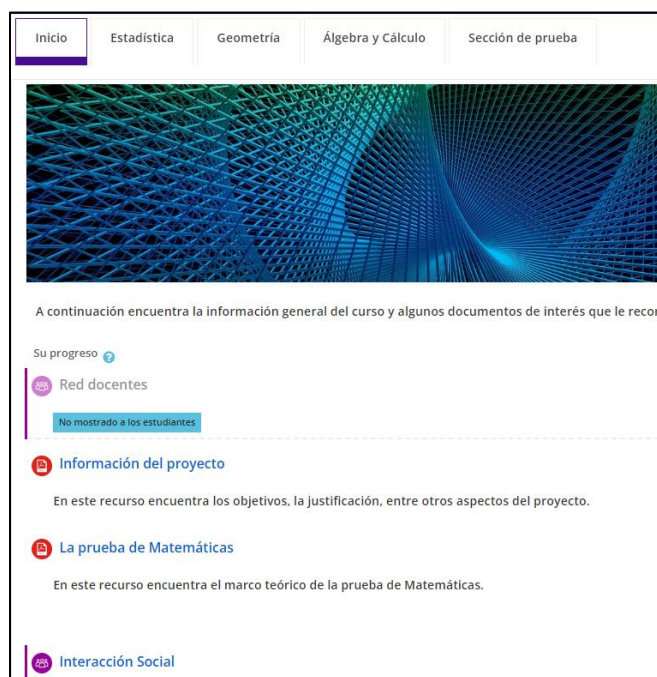 Inicio Estadística Geometría Álgebra y Cálculo Sección de prueba
A continuación encuentra la información general del curso y algunos documentos de interés que le
Su progreso
Red docentes
No mostrado a los estudiantes
Información del proyecto
En este recurso encuentra los objetivos, la justificación, entre otros aspectos del proyecto.
La prueba de Matemáticas
En este recurso encuentra el marco teórico de la prueba de Matemáticas.
Interacción Social